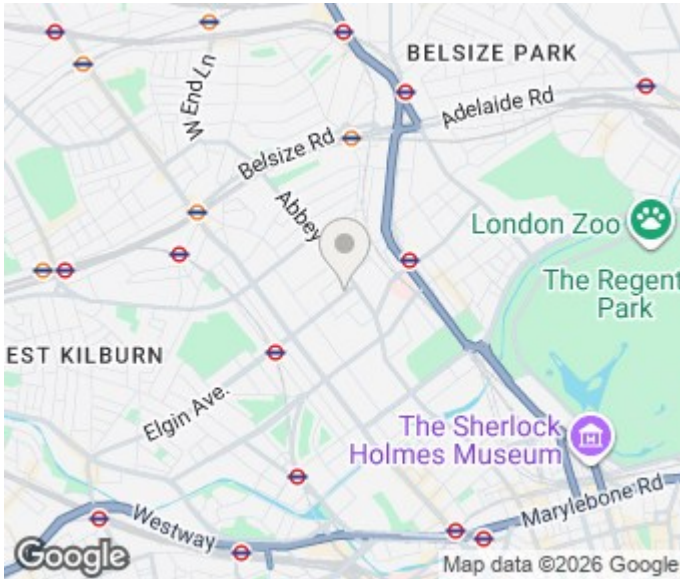 BELSIZE PARK
W End Ln
Adelaide Rd
Belsize Rd
Abbey
London Zoo
The Regent
Park
EST KILBURN
Elgin Ave.
The Sherlock
Holmes Museum
Marylebone Rd
Westway
Google
Map data ©2026 Google